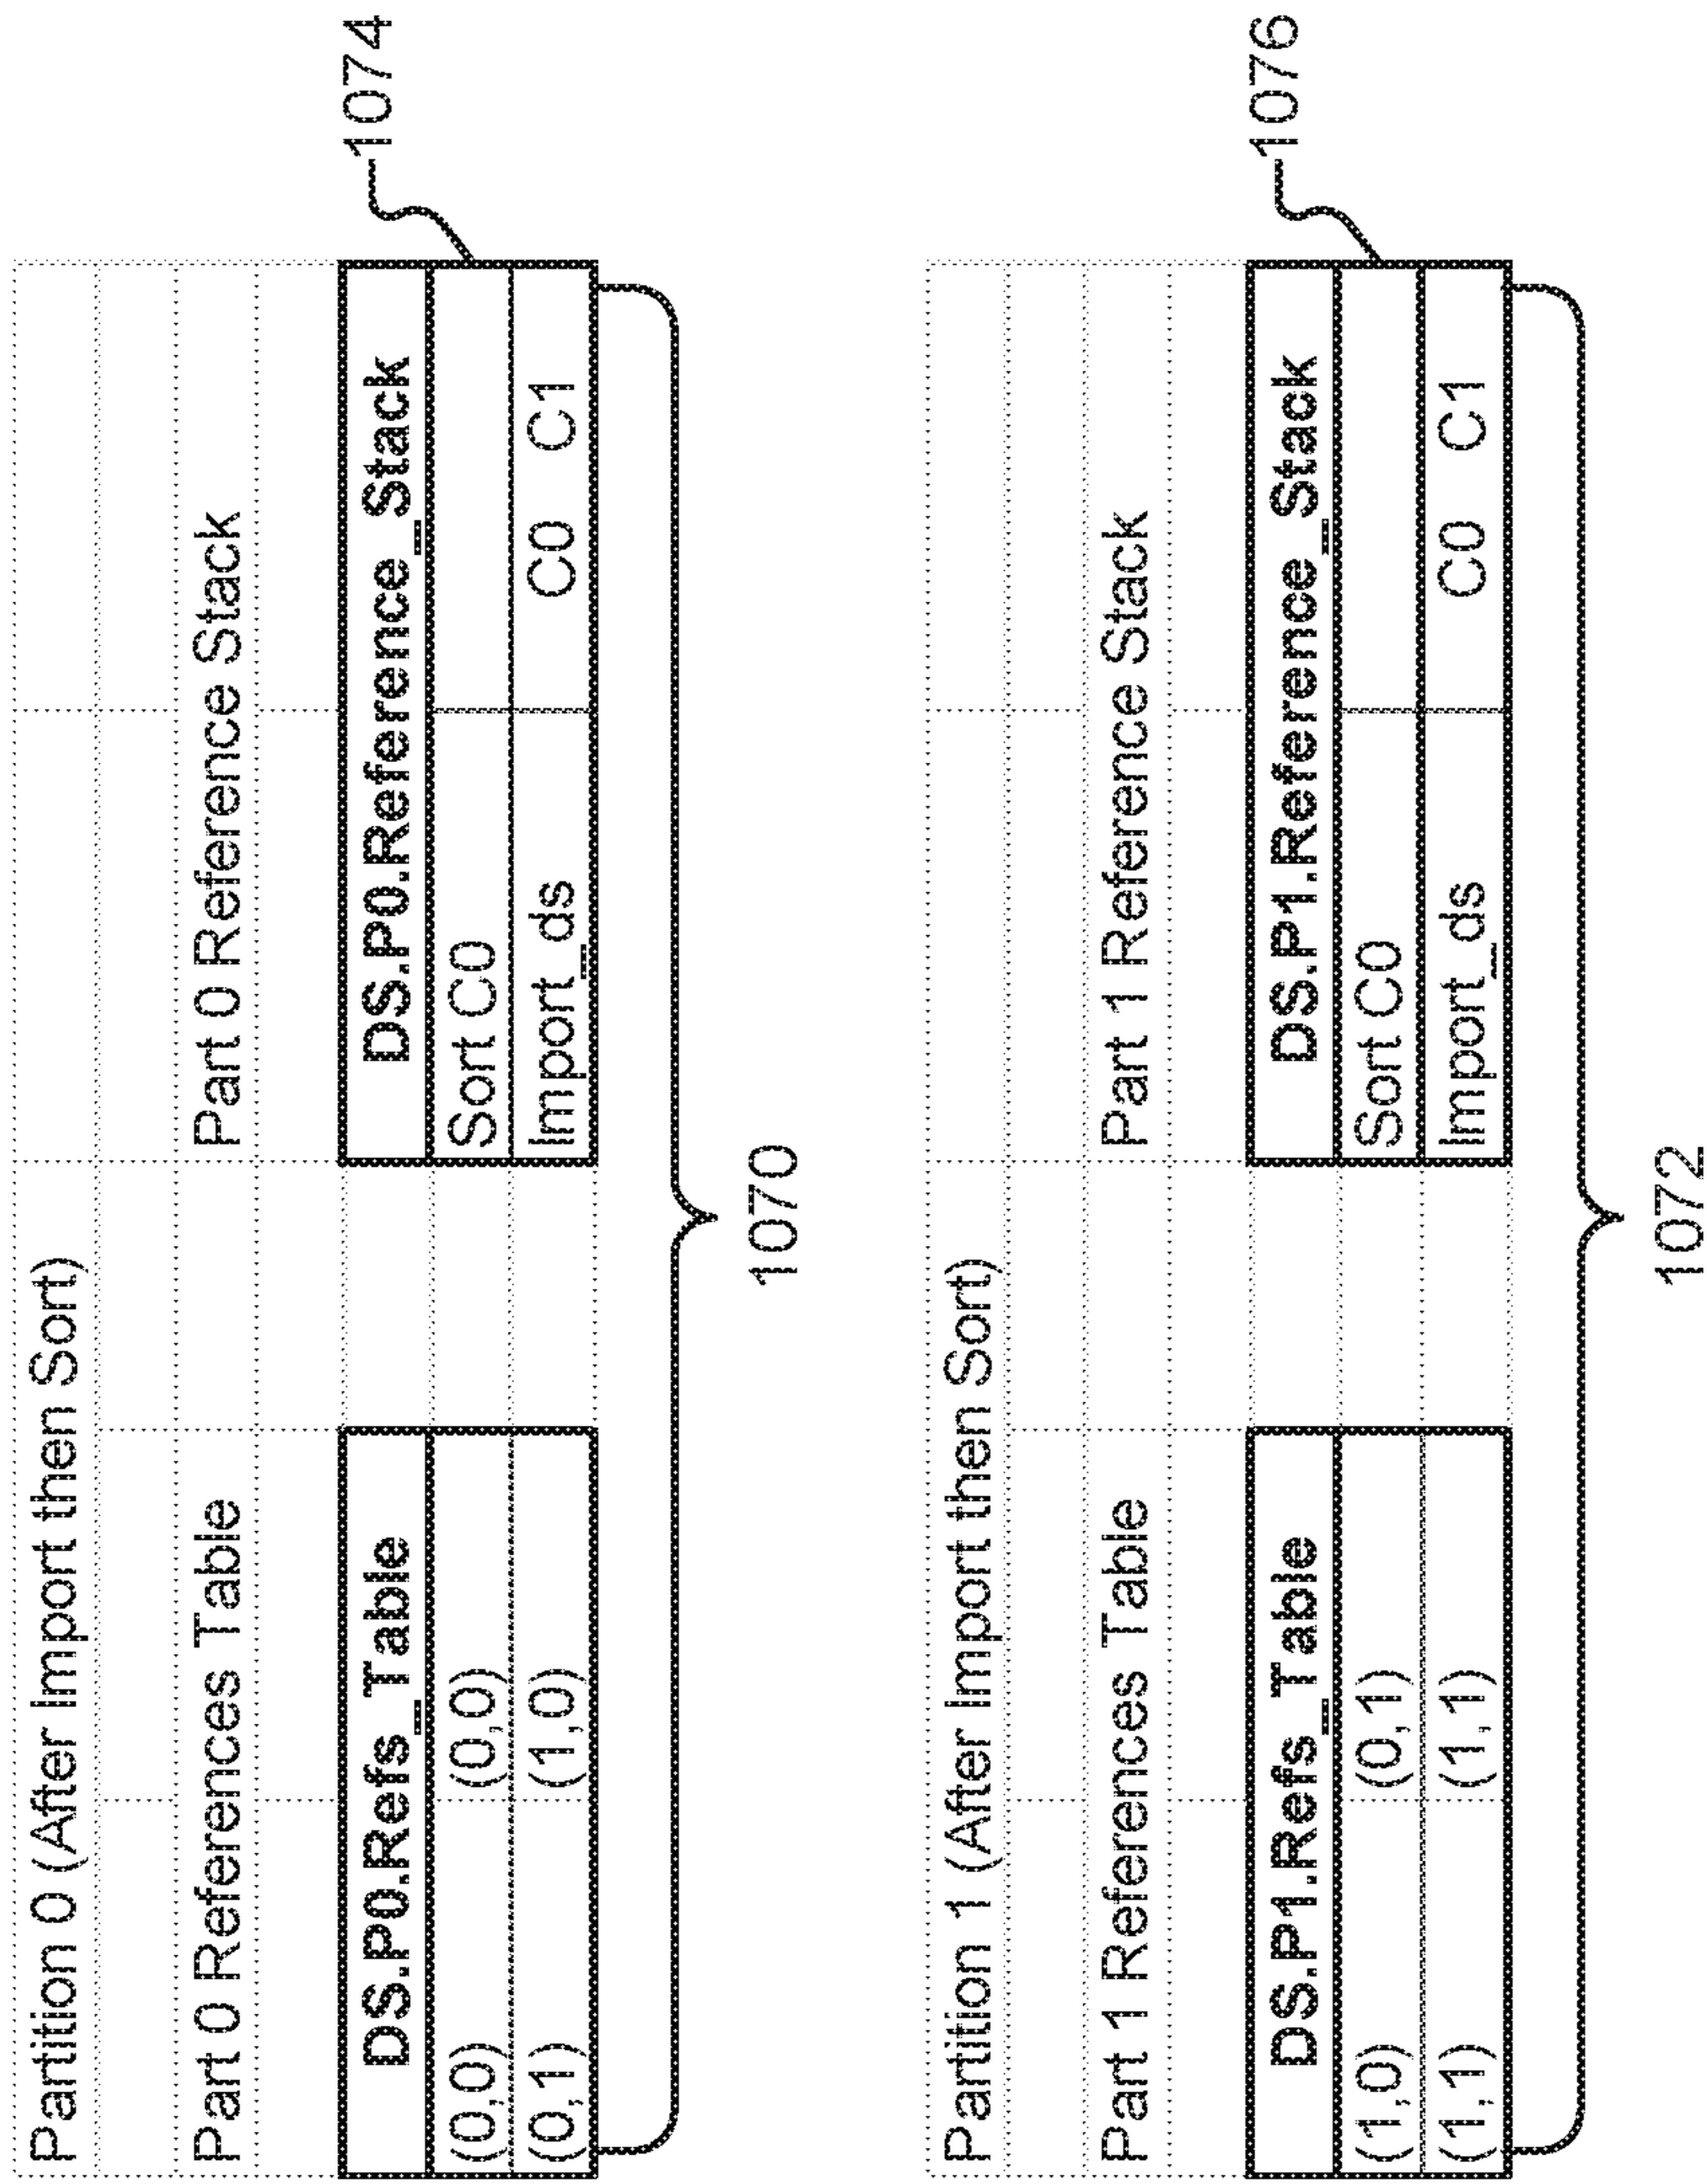 Partition 0 (After Import then Sort)
Part 0 References Table Part 0 Reference Stack
DS.P0.Refs_Table DS.P0.Reference_Stack
(0,0) (0,0) Sort C0
(0,1) (1,0) Import_ds C0 C1
1074
1070
Partition 1 (After Import then Sort)
Part 1 References Table Part 1 Reference Stack
DS.P1.Refs_Table DS.P1.Reference_Stack
(1,0) (0,1) Sort C0
(1,1) (1,1) Import_ds C0 C1
1076
1072